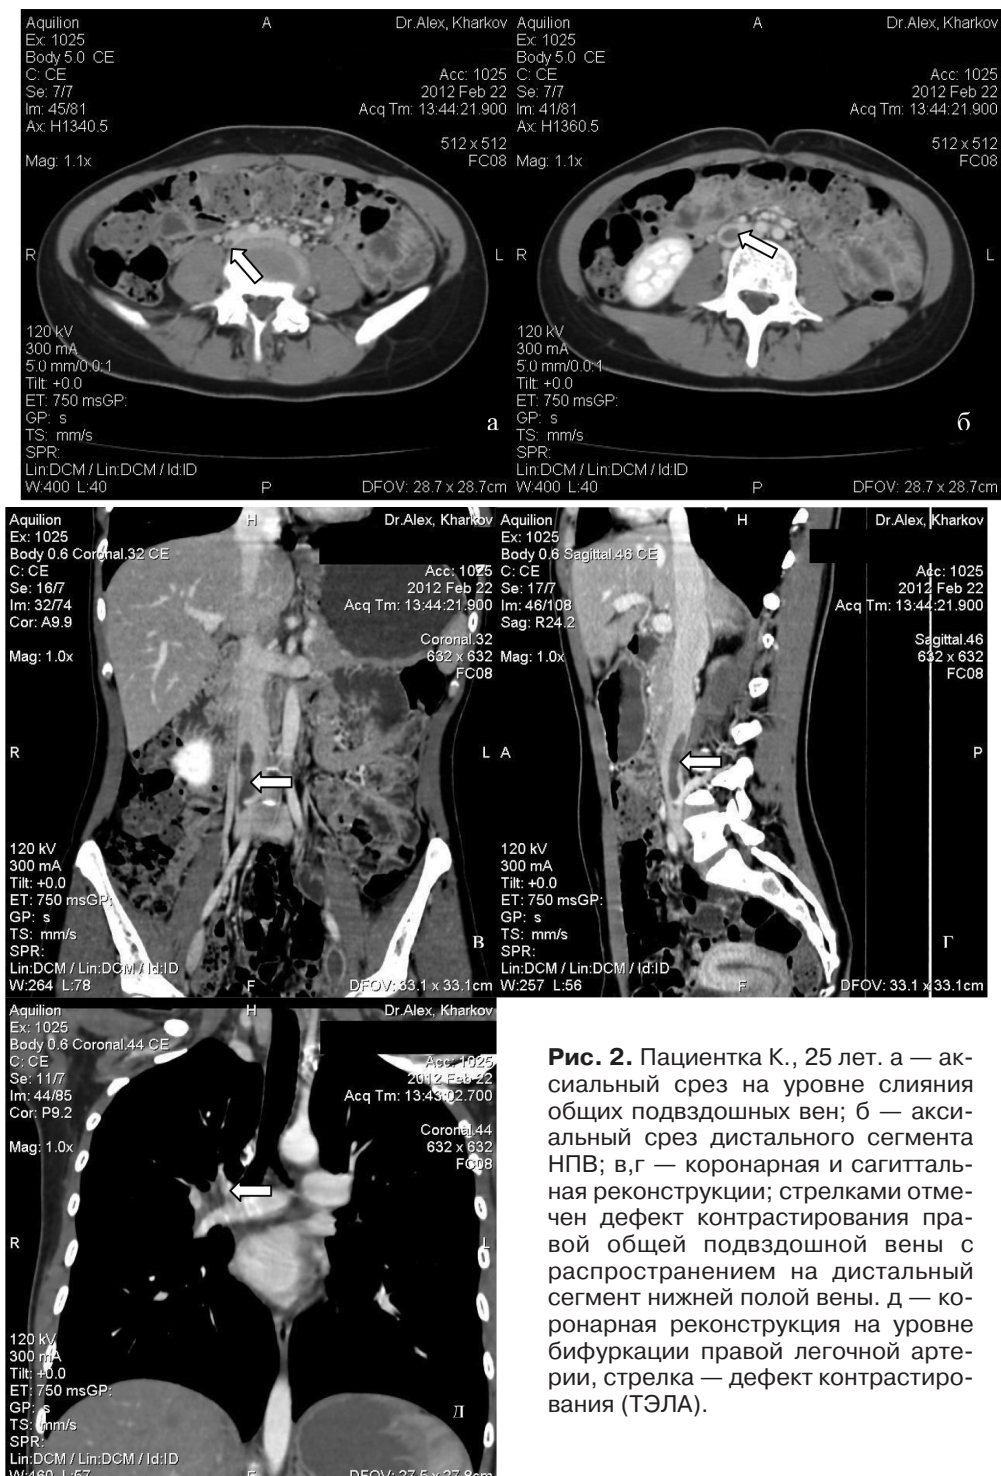 Aquilion
Ex: 1025
Body 5.0 CE
C: CE
Se: 7/7
Im: 45/81
Ax: H1340.5
Mag: 1.1x
A
Dr.Alex, Kharkov
Acc: 1025
2012 Feb 22
Acq Tm: 13:44:21.900
512 x 512
FC08
R
L
120 kV
300 mA
5.0 mm/0.0:1
Tilt: +0.0
ET: 750 msGP:
GP: s
TS: mm/s
SPR:
Lin:DCM / Lin:DCM / Id:ID
W:400 L:40
P
DFOV: 28.7 x 28.7cm
а
Aquilion
Ex: 1025
Body 5.0 CE
C: CE
Se: 7/7
Im: 41/81
Ax: H1360.5
Mag: 1.1x
A
Dr.Alex, Kharkov
Acc: 1025
2012 Feb 22
Acq Tm: 13:44:21.900
512 x 512
FC08
R
L
120 kV
300 mA
5.0 mm/0.0:1
Tilt: +0.0
ET: 750 msGP:
GP: s
TS: mm/s
SPR:
Lin:DCM / Lin:DCM / Id:ID
W:400 L:40
P
DFOV: 28.7 x 28.7cm
б
Aquilion
Ex: 1025
Body 0.6 Coronal.32 CE
C: CE
Se: 16/7
Im: 32/74
Cor: A9.9
Mag: 1.0x
H
Dr.Alex, Kharkov
Acc: 1025
2012 Feb 22
Acq Tm: 13:44:21.900
Coronal.32
632 x 632
FC08
R
L
120 kV
300 mA
Tilt: +0.0
ET: 750 msGP:
GP: s
TS: mm/s
SPR:
Lin:DCM / Lin:DCM / Id:ID
W:264 L:78
F
DFOV: 33.1 x 33.1cm
в
Aquilion
Ex: 1025
Body 0.6 Sagittal.46 CE
C: CE
Se: 17/7
Im: 46/108
Sag: R24.2
Mag: 1.0x
H
Dr.Alex, Kharkov
Acc: 1025
2012 Feb 22
Acq Tm: 13:44:21.900
Sagittal.46
632 x 632
FC08
A
P
120 kV
300 mA
Tilt: +0.0
ET: 750 msGP:
GP: s
TS: mm/s
SPR:
Lin:DCM / Lin:DCM / Id:ID
W:257 L:56
F
DFOV: 33.1 x 33.1cm
г
Aquilion
Ex: 1025
Body 0.6 Coronal.44 CE
C: CE
Se: 11/7
Im: 44/85
Cor: P9.2
Mag: 1.0x
H
Dr.Alex, Kharkov
Acc: 1025
2012 Feb 22
Acq Tm: 13:43:02.700
Coronal.44
632 x 632
FC08
R
L
120 kV
300 mA
Tilt: +0.0
ET: 750 msGP:
GP: s
TS: mm/s
SPR:
Lin:DCM / Lin:DCM / Id:ID
W:460 L:57
F
DFOV: 27.5 x 27.8cm
д
Рис. 2. Пациентка К., 25 лет. а — ак-
сиальный срез на уровне слияния
общих подвздошных вен; б — акси-
альный срез дистального сегмента
НПВ; в,г — коронарная и сагитталь-
ная реконструкции; стрелками отме-
чен дефект контрастирования пра-
вой общей подвздошной вены с
распространением на дистальный
сегмент нижней полой вены. д — ко-
ронарная реконструкция на уровне
бифуркации правой легочной арте-
рии, стрелка — дефект контрастиро-
вания (ТЭЛА).